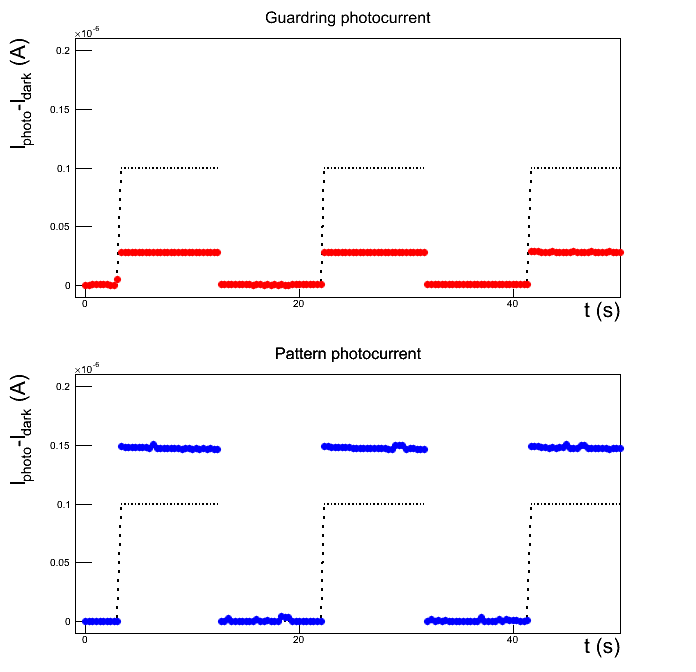 Guardring photocurrent
×10⁻⁶
I_photo-I_dark (A)
0.2
0.15
0.1
0.05
0
0 20 40
t (s)
Pattern photocurrent
×10⁻⁶
I_photo-I_dark (A)
0.2
0.15
0.1
0.05
0
0 20 40
t (s)